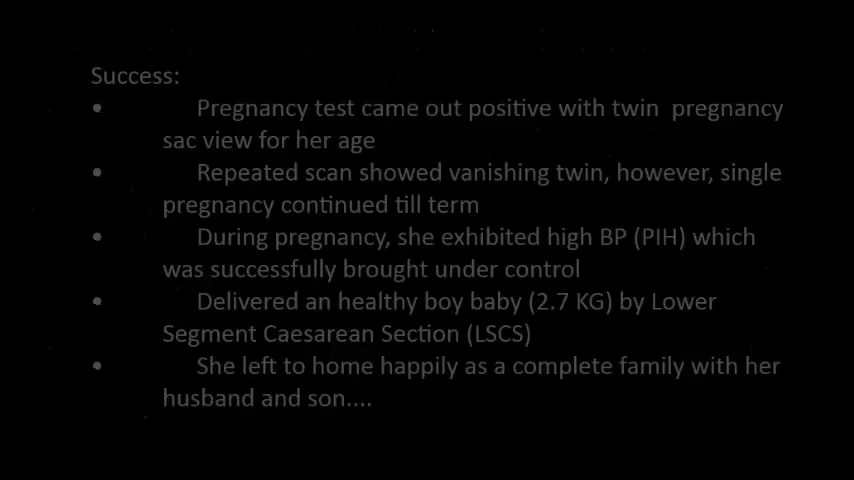 Success:
• Pregnancy test came out positive with twin pregnancy
sac view for her age
• Repeated scan showed vanishing twin, however, single
pregnancy continued till term
• During pregnancy, she exhibited high BP (PIH) which
was successfully brought under control
• Delivered an healthy boy baby (2.7 KG) by Lower
Segment Caesarean Section (LSCS)
• She left to home happily as a complete family with her
husband and son....